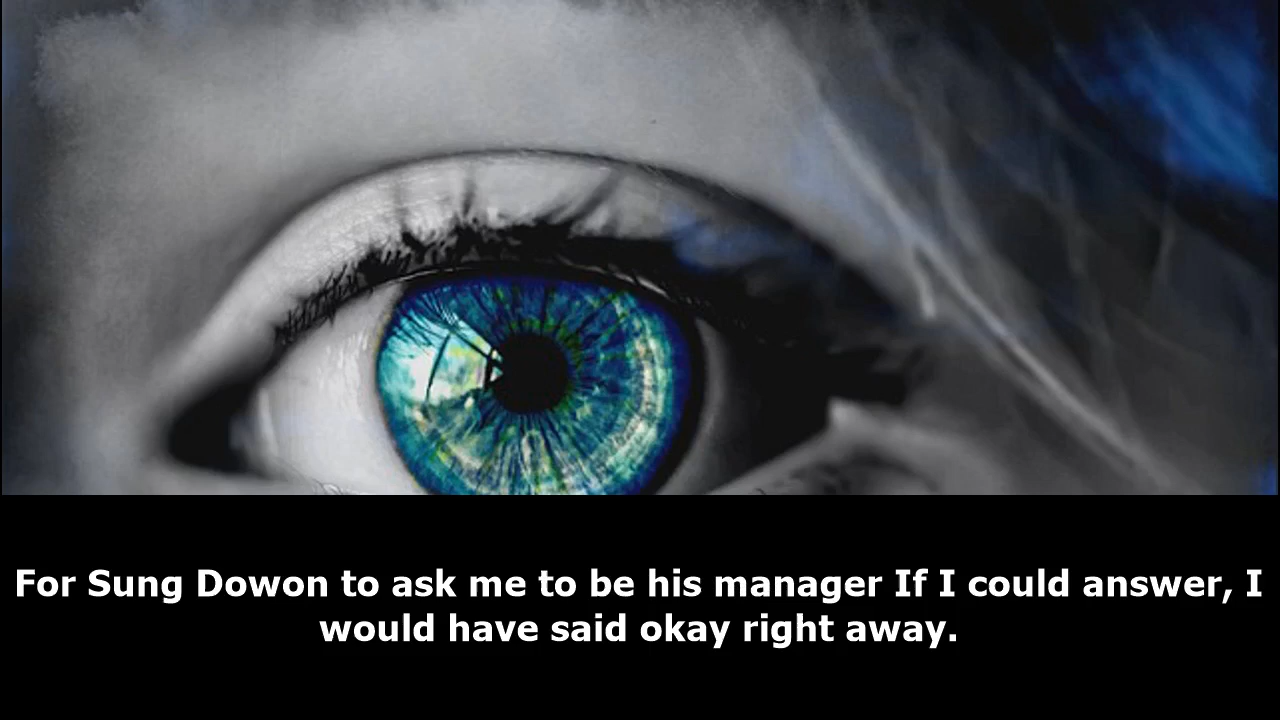 For Sung Dowon to ask me to be his manager If I could answer, I
would have said okay right away.